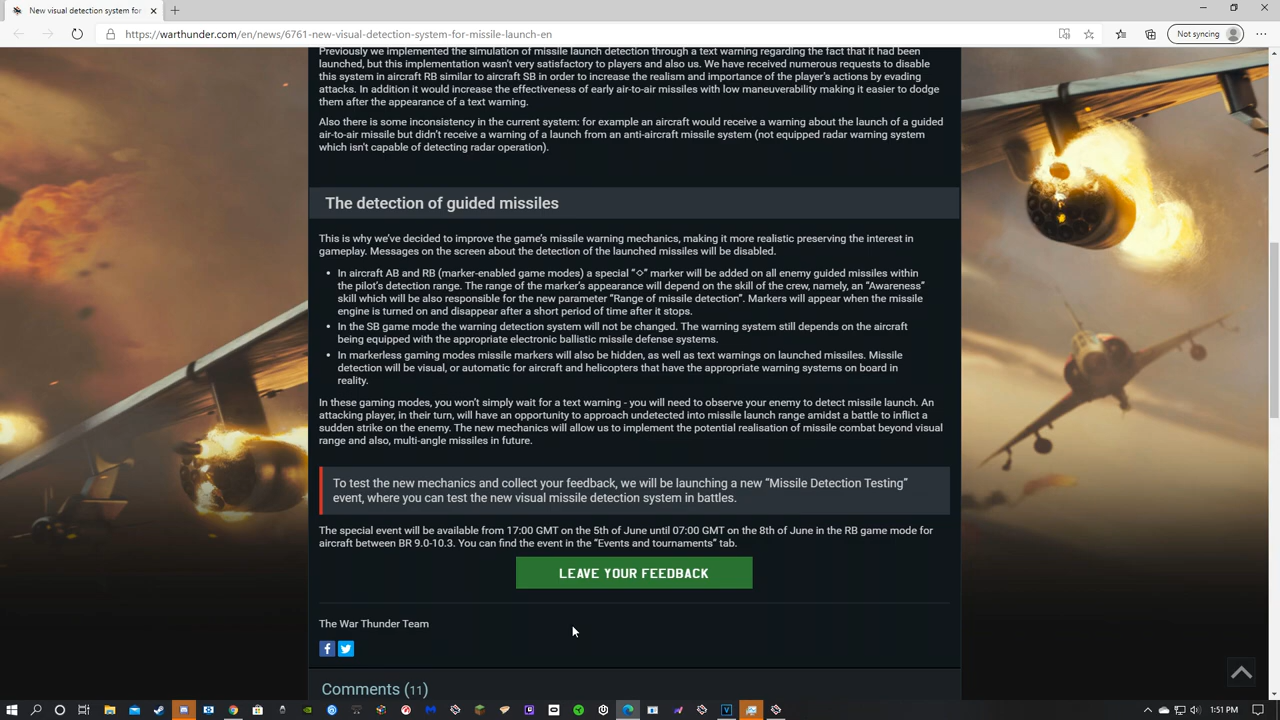 New visual detection system for
https://warthunder.com/en/news/6761-new-visual-detection-system-for-missile-launch-en
Not syncing
Previously we implemented the simulation of missile launch detection through a text warning regarding the fact that it had been
launched, but this implementation wasn't very satisfactory to players and also us. We have received numerous requests to disable
this system in aircraft RB similar to aircraft SB in order to increase the realism and importance of the player's actions by evading
attacks. In addition it would increase the effectiveness of early air-to-air missiles with low maneuverability making it easier to dodge
them after the appearance of a text warning.
Also there is some inconsistency in the current system: for example an aircraft would receive a warning about the launch of a guided
air-to-air missile but didn't receive a warning of a launch from an anti-aircraft missile system (not equipped radar warning system
which isn't capable of detecting radar operation).
The detection of guided missiles
This is why we've decided to improve the game's missile warning mechanics, making it more realistic preserving the interest in
gameplay. Messages on the screen about the detection of the launched missiles will be disabled.
• In aircraft AB and RB (marker-enabled game modes) a special “◇” marker will be added on all enemy guided missiles within
the pilot's detection range. The range of the marker's appearance will depend on the skill of the crew, namely, an “Awareness”
skill which will be also responsible for the new parameter “Range of missile detection”. Markers will appear when the missile
engine is turned on and disappear after a short period of time after it stops.
• In the SB game mode the warning detection system will not be changed. The warning system still depends on the aircraft
being equipped with the appropriate electronic ballistic missile defense systems.
• In markerless gaming modes missile markers will also be hidden, as well as text warnings on launched missiles. Missile
detection will be visual, or automatic for aircraft and helicopters that have the appropriate warning systems on board in
reality.
In these gaming modes, you won't simply wait for a text warning - you will need to observe your enemy to detect missile launch. An
attacking player, in their turn, will have an opportunity to approach undetected into missile launch range amidst a battle to inflict a
sudden strike on the enemy. The new mechanics will allow us to implement the potential realisation of missile combat beyond visual
range and also, multi-angle missiles in future.
To test the new mechanics and collect your feedback, we will be launching a new “Missile Detection Testing”
event, where you can test the new visual missile detection system in battles.
The special event will be available from 17:00 GMT on the 5th of June until 07:00 GMT on the 8th of June in the RB game mode for
aircraft between BR 9.0-10.3. You can find the event in the “Events and tournaments” tab.
LEAVE YOUR FEEDBACK
The War Thunder Team
Comments (11)
1:51 PM